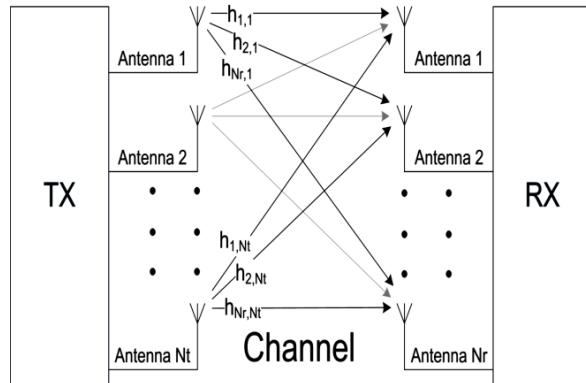 h1,1
h2,1
hNr,1
Antenna 1
Antenna 1
Antenna 2
Antenna 2
TX
RX
h1,Nt
h2,Nt
hNr,Nt
Channel
Antenna Nt
Antenna Nr